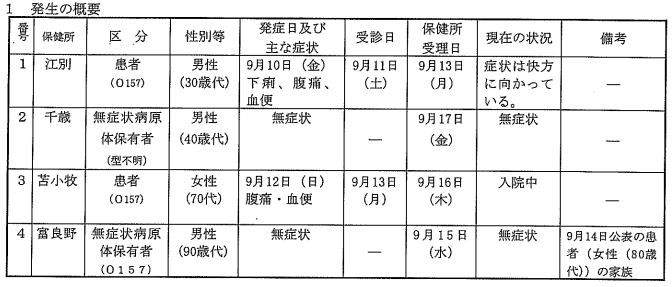 1 発生の概要
番号 保健所 区 分 性別等 発症日及び主な症状 受診日 保健所受理日 現在の状況 備考
1 江別 患者(O157) 男性(30歳代) 9月10日(金)下痢、腹痛、血便 9月11日(土) 9月13日(月) 症状は快方に向かっている。 ―
2 千歳 無症状病原体保有者(型不明) 男性(40歳代) 無症状 ― 9月17日(金) 無症状 ―
3 苫小牧 患者(O157) 女性(70代) 9月12日(日)腹痛・血便 9月13日(月) 9月16日(木) 入院中 ―
4 富良野 無症状病原体保有者(O157) 男性(90歳代) 無症状 ― 9月15日(水) 無症状 9月14日公表の患者(女性(80歳代))の家族